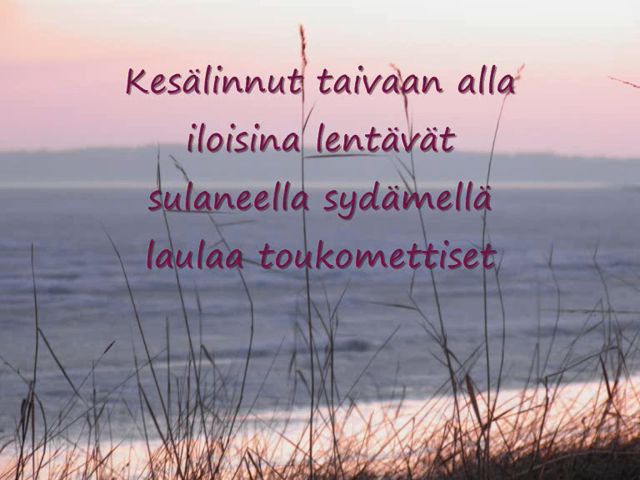 Kesälinnut taivaan alla
iloisina lentävät
sulaneella sydämellä
laulaa toukomettiset